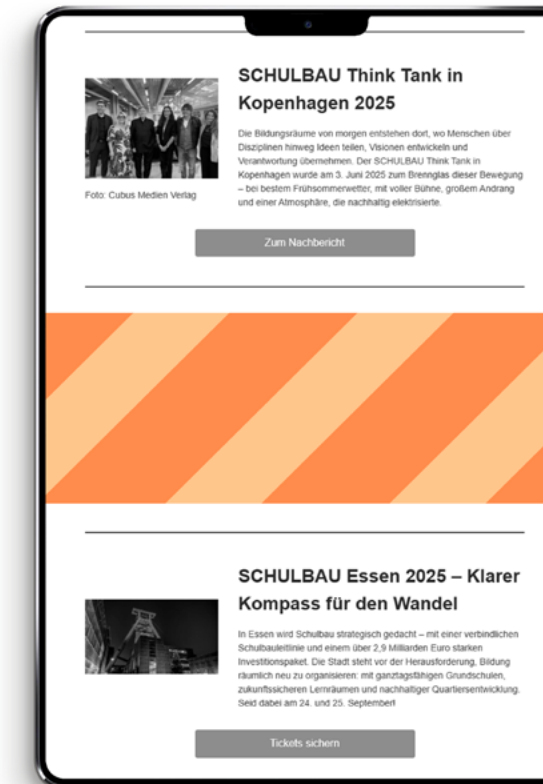 SCHULBAU Think Tank in
Kopenhagen 2025
Die Bildungsräume von morgen entstehen dort, wo Menschen über
Disziplinen hinweg Ideen teilen, Visionen entwickeln und
Verantwortung übernehmen. Der SCHULBAU Think Tank in
Kopenhagen wurde am 3. Juni 2025 zum Brennglas dieser Bewegung
– bei bestem Frühsommerwetter, mit voller Bühne, großem Andrang
und einer Atmosphäre, die nachhaltig elektrisierte.
Foto: Cubus Medien Verlag
Zum Nachbericht
SCHULBAU Essen 2025 – Klarer
Kompass für den Wandel
In Essen wird Schulbau strategisch gedacht – mit einer verbindlichen
Schulbauleitlinie und einem über 2,9 Milliarden Euro starken
Investitionspaket. Die Stadt steht vor der Herausforderung, Bildung
räumlich neu zu organisieren: mit ganztagsfähigen Grundschulen,
zukunftssicheren Lernräumen und nachhaltiger Quartiersentwicklung.
Seid dabei am 24. und 25. September!
Tickets sichern